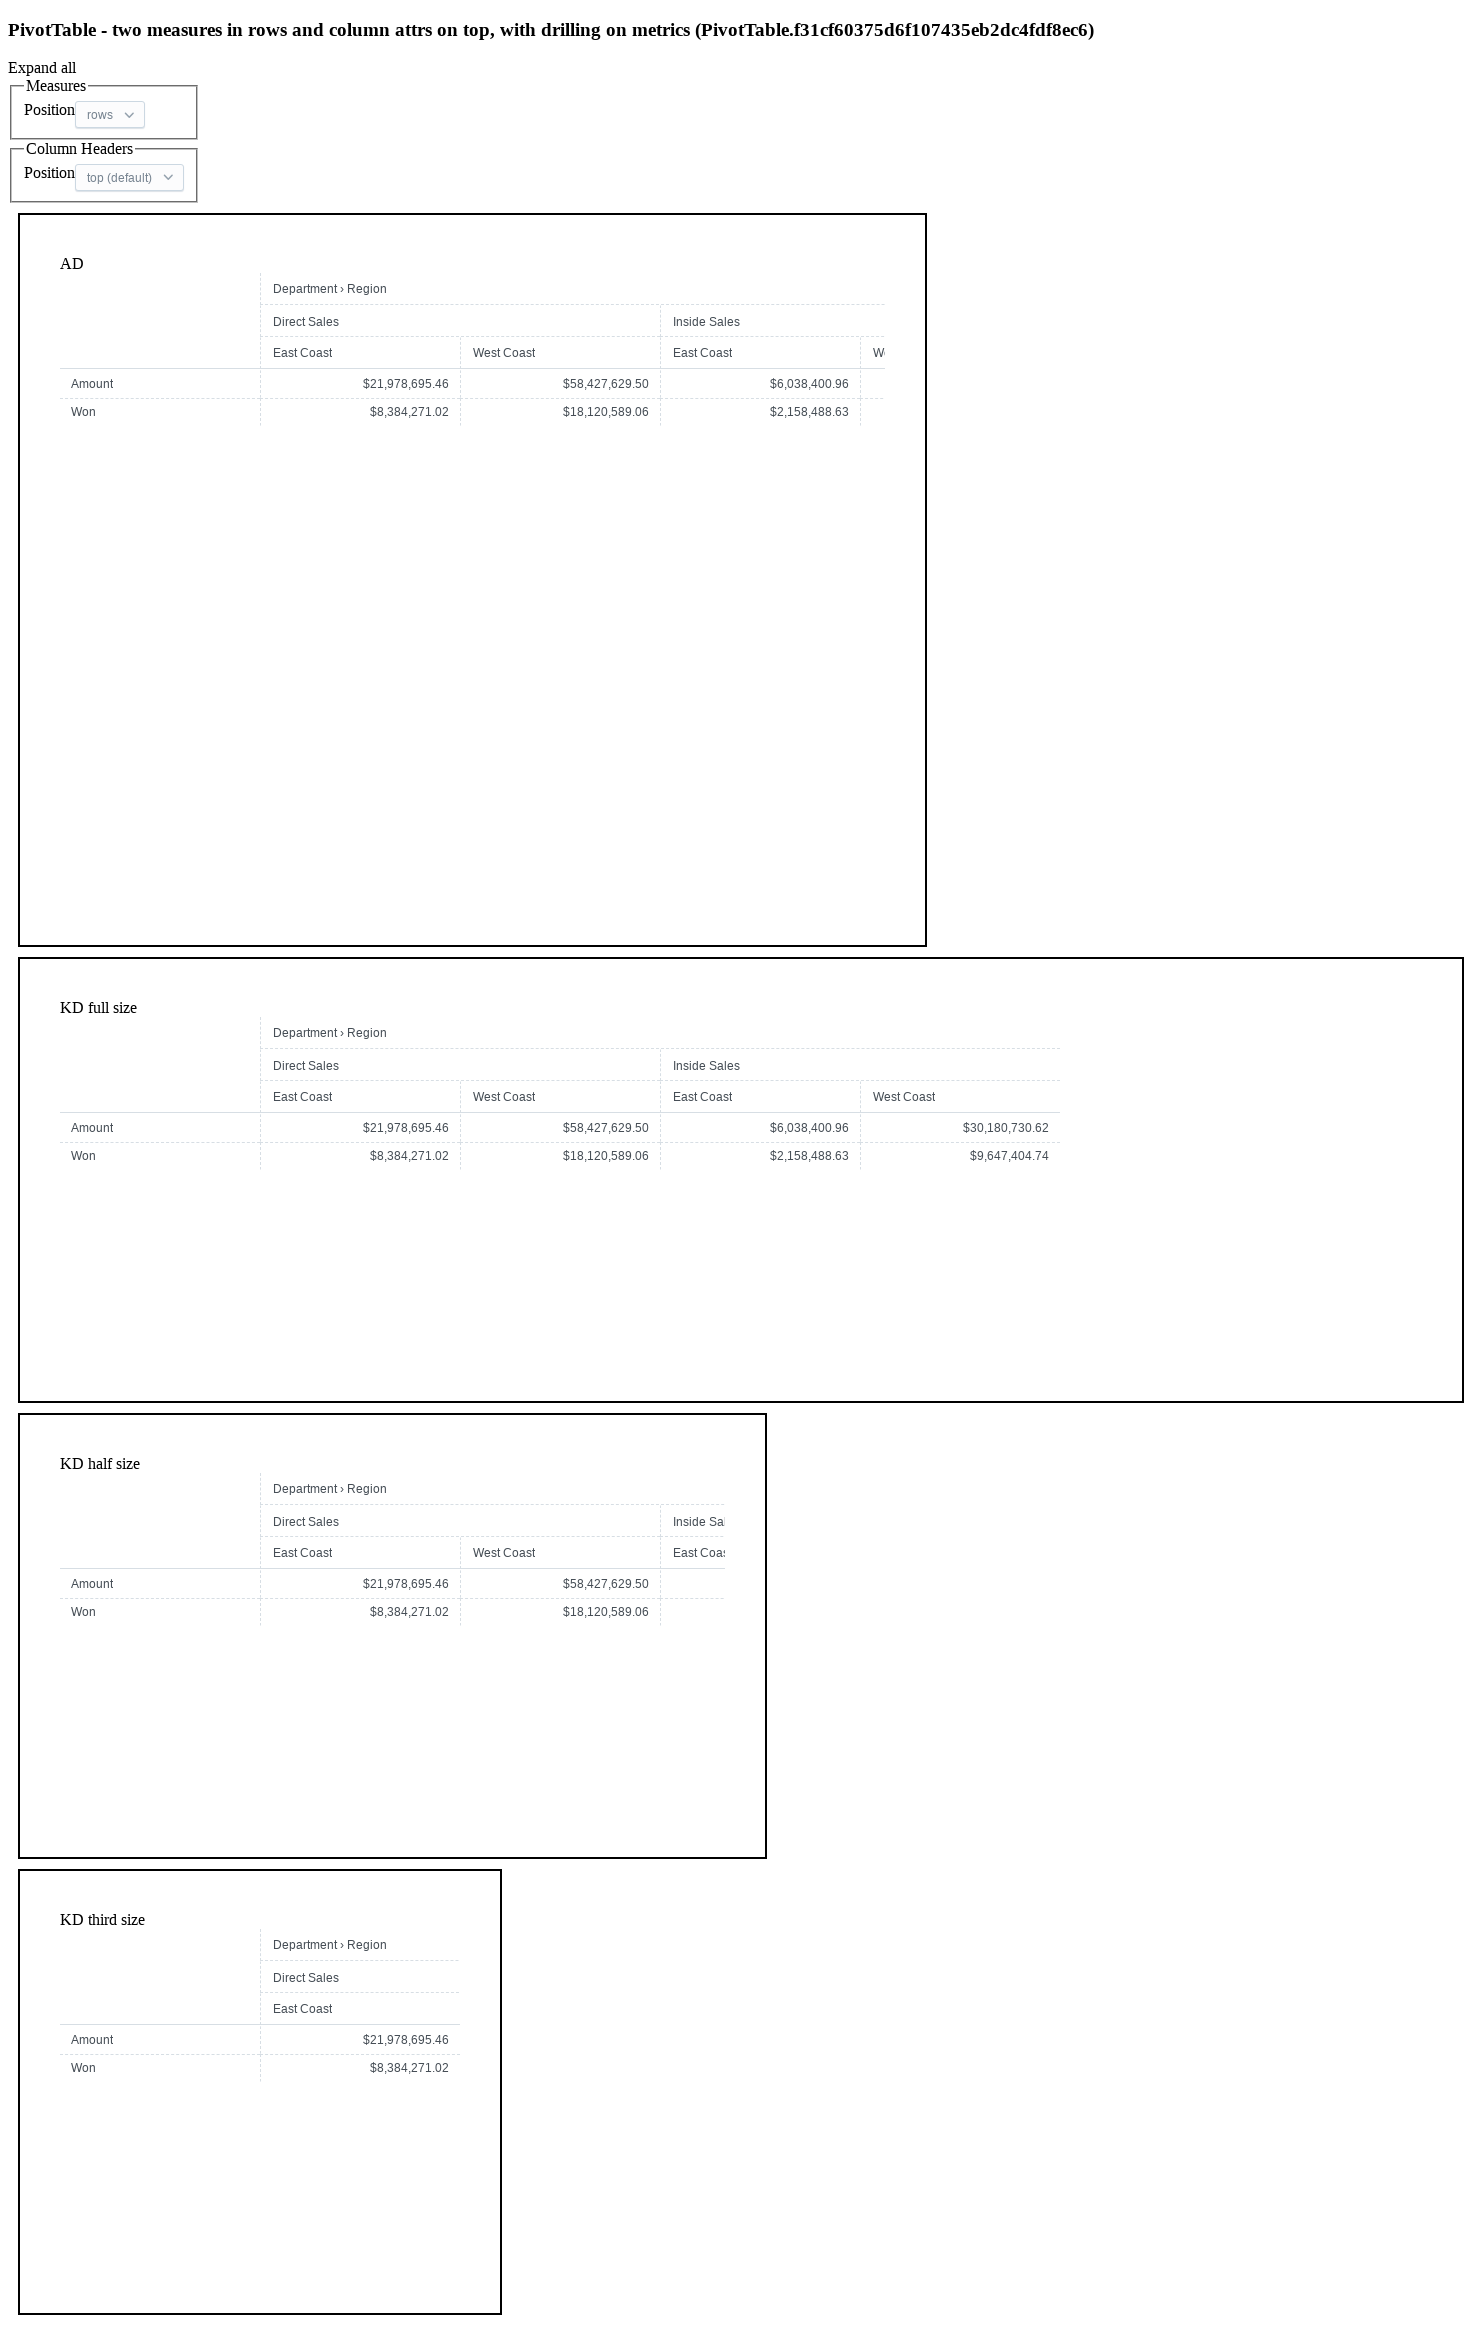 PivotTable - two measures in rows and column attrs on top, with drilling on metrics (PivotTable.f31cf60375d6f107435eb2dc4fdf8ec6)
Expand all
Measures
Position rows
Column Headers
Position top (default)
AD
Department › Region
Direct Sales Inside Sales
East Coast West Coast East Coast
Amount $21,978,695.46 $58,427,629.50 $6,038,400.96
Won $8,384,271.02 $18,120,589.06 $2,158,488.63
KD full size
Department › Region
Direct Sales Inside Sales
East Coast West Coast East Coast West Coast
Amount $21,978,695.46 $58,427,629.50 $6,038,400.96 $30,180,730.62
Won $8,384,271.02 $18,120,589.06 $2,158,488.63 $9,647,404.74
KD half size
Department › Region
Direct Sales Inside
East Coast West Coast East
Amount $21,978,695.46 $58,427,629.50
Won $8,384,271.02 $18,120,589.06
KD third size
Department › Region
Direct Sales
East Coast
Amount $21,978,695.46
Won $8,384,271.02